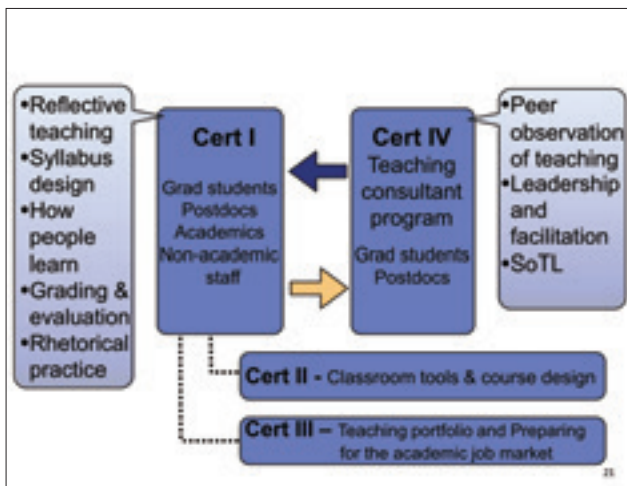 •Reflective
teaching
•Syllabus
design
•How
people
learn
•Grading &
evaluation
•Rhetorical
practice
Cert I
Grad students
Postdocs
Academics
Non-academic
staff
Cert IV
Teaching
consultant
program
Grad students
Postdocs
•Peer
observation
of teaching
•Leadership
and
facilitation
•SoTL
Cert II - Classroom tools & course design
Cert III – Teaching portfolio and Preparing
for the academic job market
21